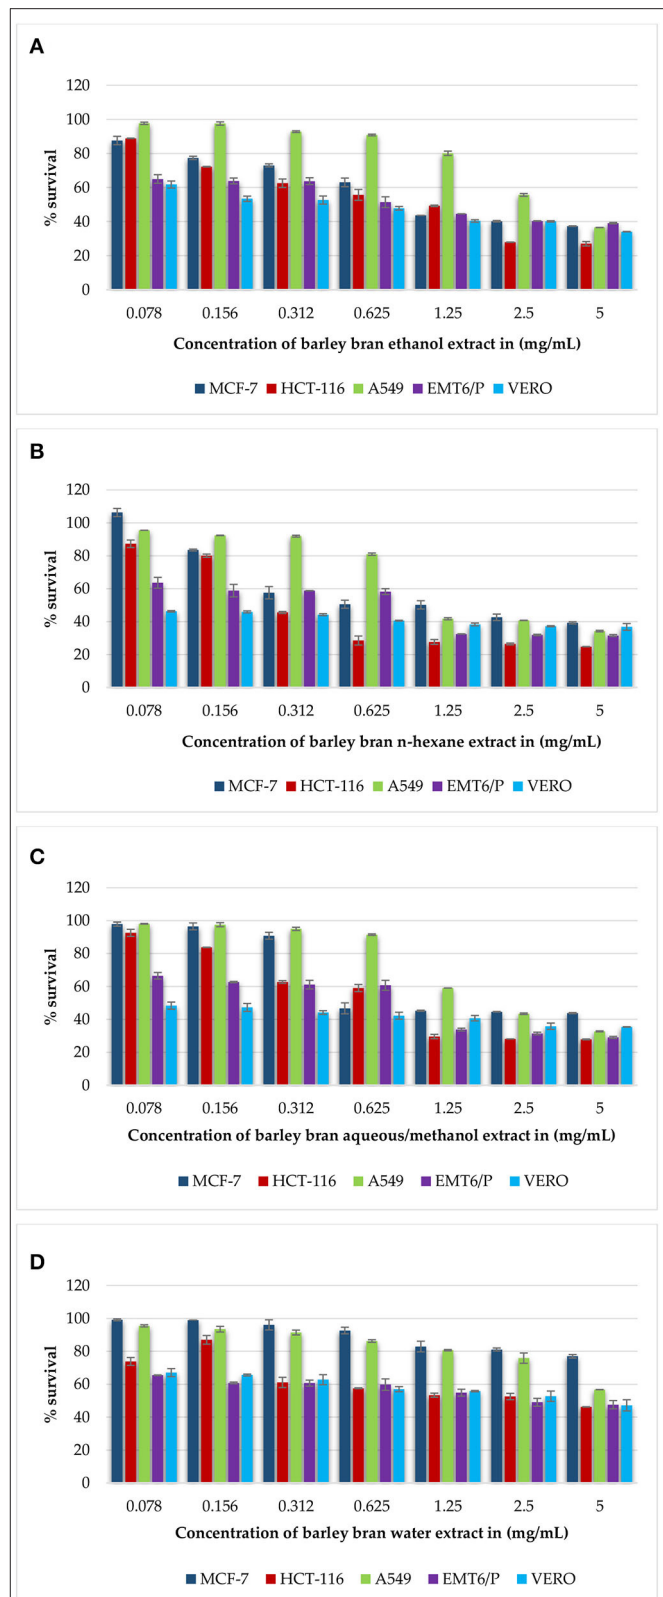 A
120
100
80
60
40
20
0
% survival
0.078 0.156 0.312 0.625 1.25 2.5 5
Concentration of barley bran ethanol extract in (mg/mL)
MCF-7 HCT-116 A549 EMT6/P VERO
B
120
100
80
60
40
20
0
% survival
0.078 0.156 0.312 0.625 1.25 2.5 5
Concentration of barley bran n-hexane extract in (mg/mL)
MCF-7 HCT-116 A549 EMT6/P VERO
C
120
100
80
60
40
20
0
% survival
0.078 0.156 0.312 0.625 1.25 2.5 5
Concentration of barley bran aqueous/methanol extract in (mg/mL)
MCF-7 HCT-116 A549 EMT6/P VERO
D
120
100
80
60
40
20
0
% survival
0.078 0.156 0.312 0.625 1.25 2.5 5
Concentration of barley bran water extract in (mg/mL)
MCF-7 HCT-116 A549 EMT6/P VERO